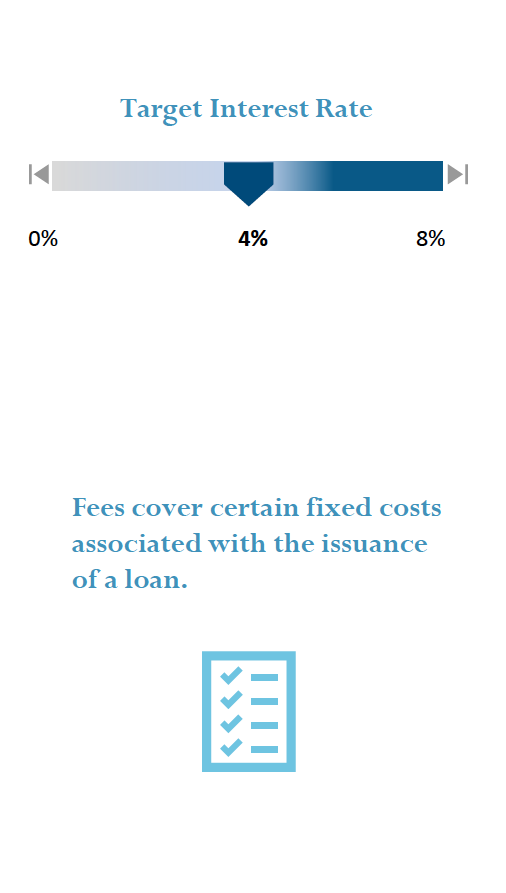 Target Interest Rate
0% 4% 8%
Fees cover certain fixed costs
associated with the issuance
of a loan.